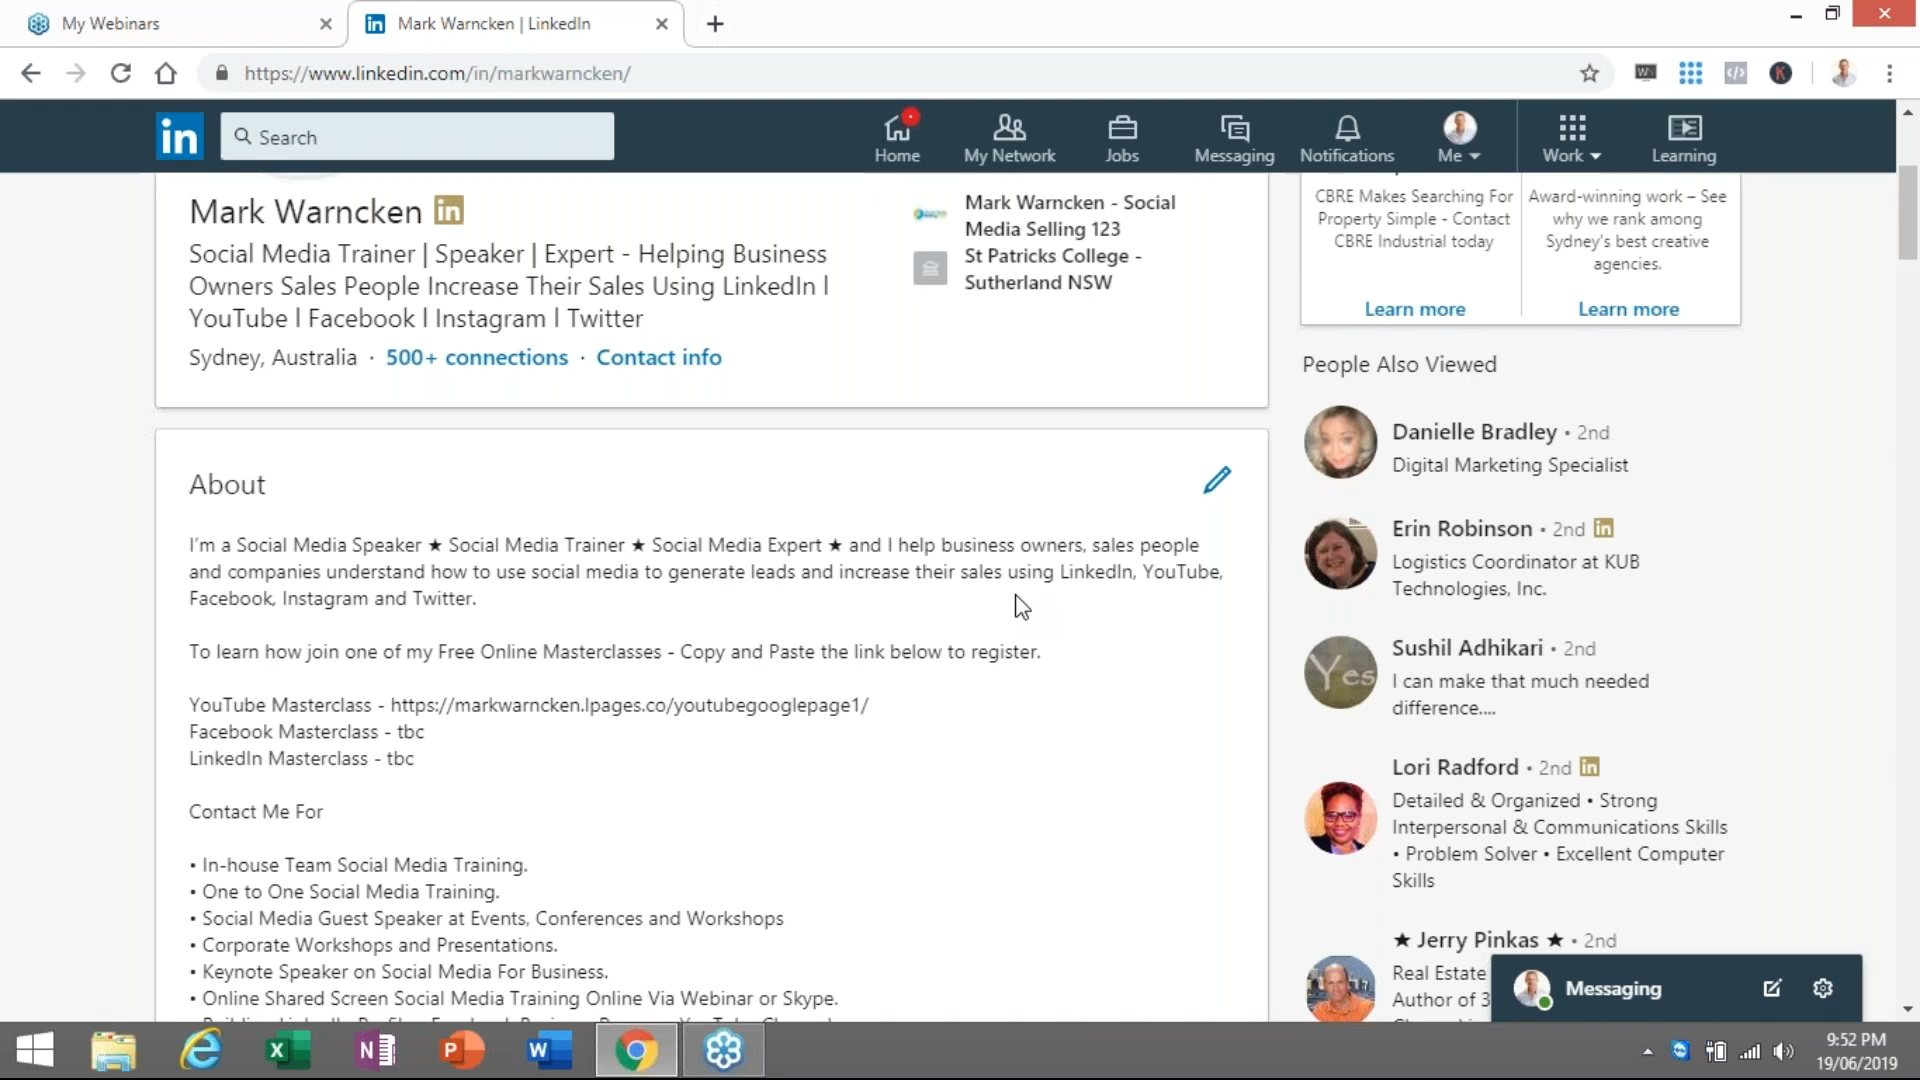 My Webinars
Mark Warncken | LinkedIn
https://www.linkedin.com/in/markwarncken/
in
Search
Home
My Network
Jobs
Messaging
Notifications
Me
Work
Learning
Mark Warncken in
Social Media Trainer | Speaker | Expert - Helping Business
Owners Sales People Increase Their Sales Using LinkedIn l
YouTube l Facebook l Instagram l Twitter
Sydney, Australia · 500+ connections · Contact info
Mark Warncken - Social
Media Selling 123
St Patricks College -
Sutherland NSW
CBRE Makes Searching For
Property Simple - Contact
CBRE Industrial today
Learn more
Award-winning work – See
why we rank among
Sydney's best creative
agencies.
Learn more
About
I'm a Social Media Speaker ★ Social Media Trainer ★ Social Media Expert ★ and I help business owners, sales people
and companies understand how to use social media to generate leads and increase their sales using LinkedIn, YouTube,
Facebook, Instagram and Twitter.
To learn how join one of my Free Online Masterclasses - Copy and Paste the link below to register.
YouTube Masterclass - https://markwarncken.lpages.co/youtubegooglepage1/
Facebook Masterclass - tbc
LinkedIn Masterclass - tbc
Contact Me For
• In-house Team Social Media Training.
• One to One Social Media Training.
• Social Media Guest Speaker at Events, Conferences and Workshops
• Corporate Workshops and Presentations.
• Keynote Speaker on Social Media For Business.
• Online Shared Screen Social Media Training Online Via Webinar or Skype.
People Also Viewed
Danielle Bradley • 2nd
Digital Marketing Specialist
Erin Robinson • 2nd in
Logistics Coordinator at KUB
Technologies, Inc.
Yes
Sushil Adhikari • 2nd
I can make that much needed
difference....
Lori Radford • 2nd in
Detailed & Organized • Strong
Interpersonal & Communications Skills
• Problem Solver • Excellent Computer
Skills
★ Jerry Pinkas ★ • 2nd
Real Estate
Author of 3
Messaging
9:52 PM
19/06/2019